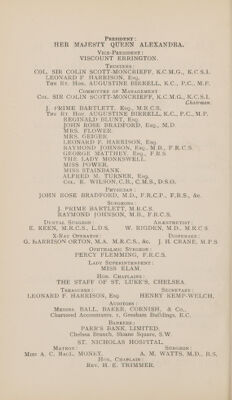 PRESIDENT:
HER MAJESTY QUEEN ALEXANDRA.
VICE-PRESIDENT:
VISCOUNT ERRINGTON.
TRUSTEES:
COL. SIR COLIN SCOTT-MONCRIEFF, K.C.M.G., K.C.S.I.
LEONARD F. HARRISON, Esq.
THE RT. HON. AUGUSTINE BIRRELL, K.C., P.C., M.P.
COMMITTEE OF MANAGEMENT:
COL. SIR COLIN SCOTT-MONCRIEFF, K.C.M.G., K.C.S.I.
Chairman.
J. PRIME BARTLETT, Esq., M.R.C.S.
THE RT. HON. AUGUSTINE BIRRELL, K.C., P.C., M.P.
REGINALD BLUNT, Esq.
JOHN ROSE BRADFORD, Esq., M.D.
MRS. FLOWER.
MRS. GEIGER.
LEONARD F. HARRISON, Esq.
RAYMOND JOHNSON, Esq., M.B., F.R.C.S.
GEORGE MATTHEY, Esq., F.R.S.
THE LADY MONKSWELL.
MISS POWER.
MISS STAINBANK.
ALFRED M. TURNER, Esq.
COL. R. WILSON, C.B., C.M.S., D.S.O.
PHYSICIAN:
JOHN ROSE BRADFORD, M.D., F.R.C.P., F.R.S., &c.
SURGEONS:
J. PRIME BARTLETT, M.R.C.S.
RAYMOND JOHNSON, M.B., F.R.C.S.
DENTAL SURGEON: ANÆSTHETIST:
E. KEEN, M.R.C.S., L.D.S. W. RIGDEN, M.D., M.R.C.S.
X-RAY OPERATOR: DISPENSER:
G. HARRISON ORTON, M.A., M.R.C.S., &c. J. H. CRANE, M.P.S.
OPHTHALMIC SURGEON:
PERCY FLEMMING, F.R.C.S.
LADY SUPERINTENDENT:
MISS ELAM.
HON. CHAPLAINS:
THE STAFF OF ST. LUKE'S, CHELSEA.
TREASURER: SECRETARY:
LEONARD F. HARRISON, Esq. HENRY KEMP-WELCH.
AUDITORS:
MESSRS. BALL, BAKER, CORNISH, & CO.,
Chartered Accountants, 1, Gresham Buildings, E.C.
BANKERS:
PARR'S BANK, LIMITED,
Chelsea Branch, Sloane Square, S.W.
ST. NICHOLAS HOSPITAL.
MATRON: SURGEON:
MISS A. C. MONEY. A. M. WATTS, M.D., B.S.
HON. CHAPLAIN:
REV. H. E. TRIMMER.